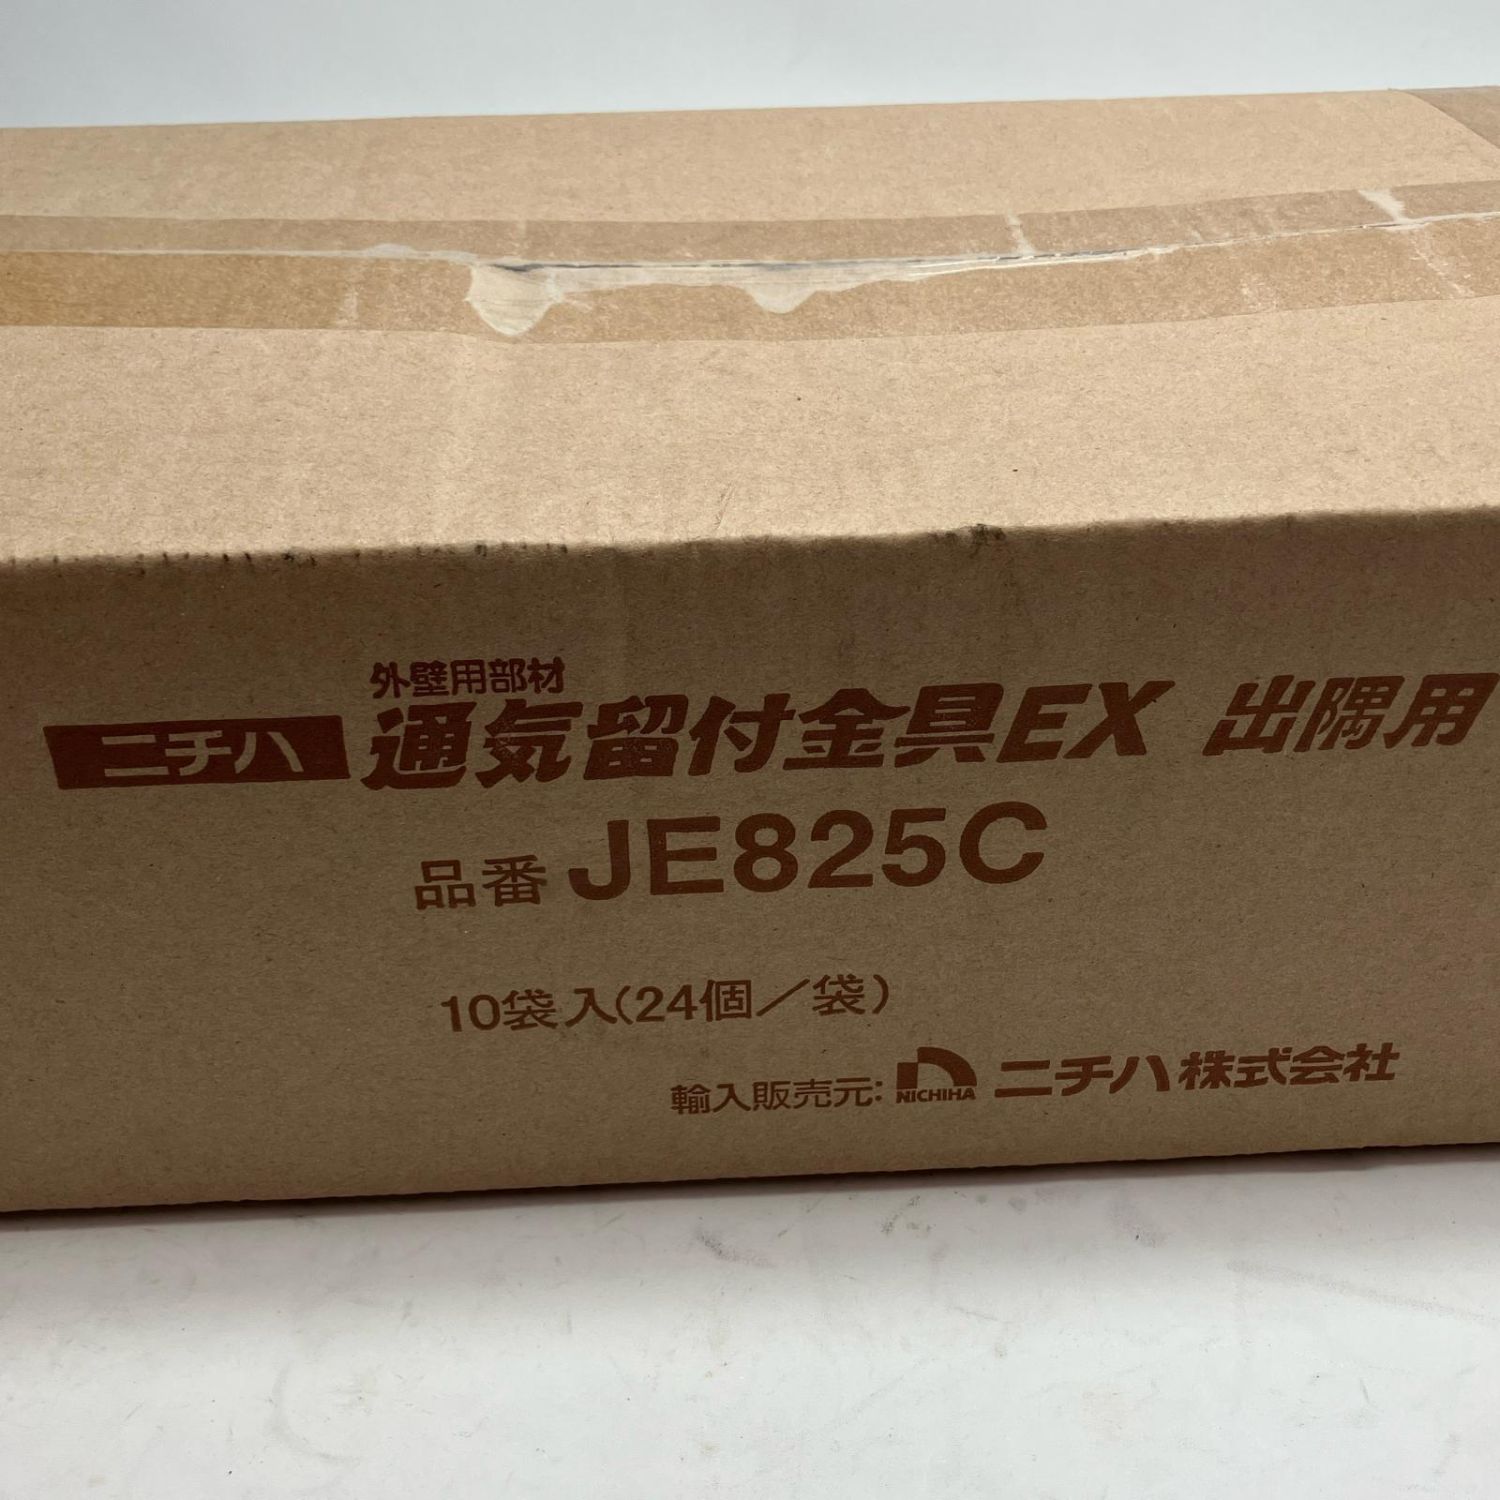 外壁用部材
ニチハ 通気留付金具EX 出隅用
品番 JE825C
10袋入(24個／袋)
輸入販売元: NICHIHA ニチハ株式会社